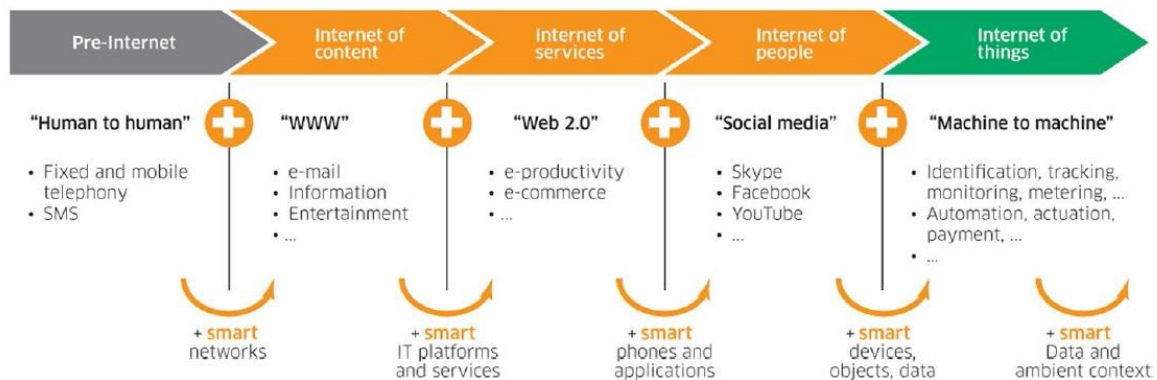 Pre-Internet
Internet of
content
Internet of
services
Internet of
people
Internet of
things
"Human to human"
• Fixed and mobile
telephony
• SMS
"WWW"
• e-mail
• Information
• Entertainment
• ...
"Web 2.0"
• e-productivity
• e-commerce
• ...
"Social media"
• Skype
• Facebook
• YouTube
• ...
"Machine to machine"
• Identification, tracking,
monitoring, metering, ...
• Automation, actuation,
payment, ...
• ...
+ smart
networks
+ smart
IT platforms
and services
+ smart
phones and
applications
+ smart
devices,
objects, data
+ smart
Data and
ambient context